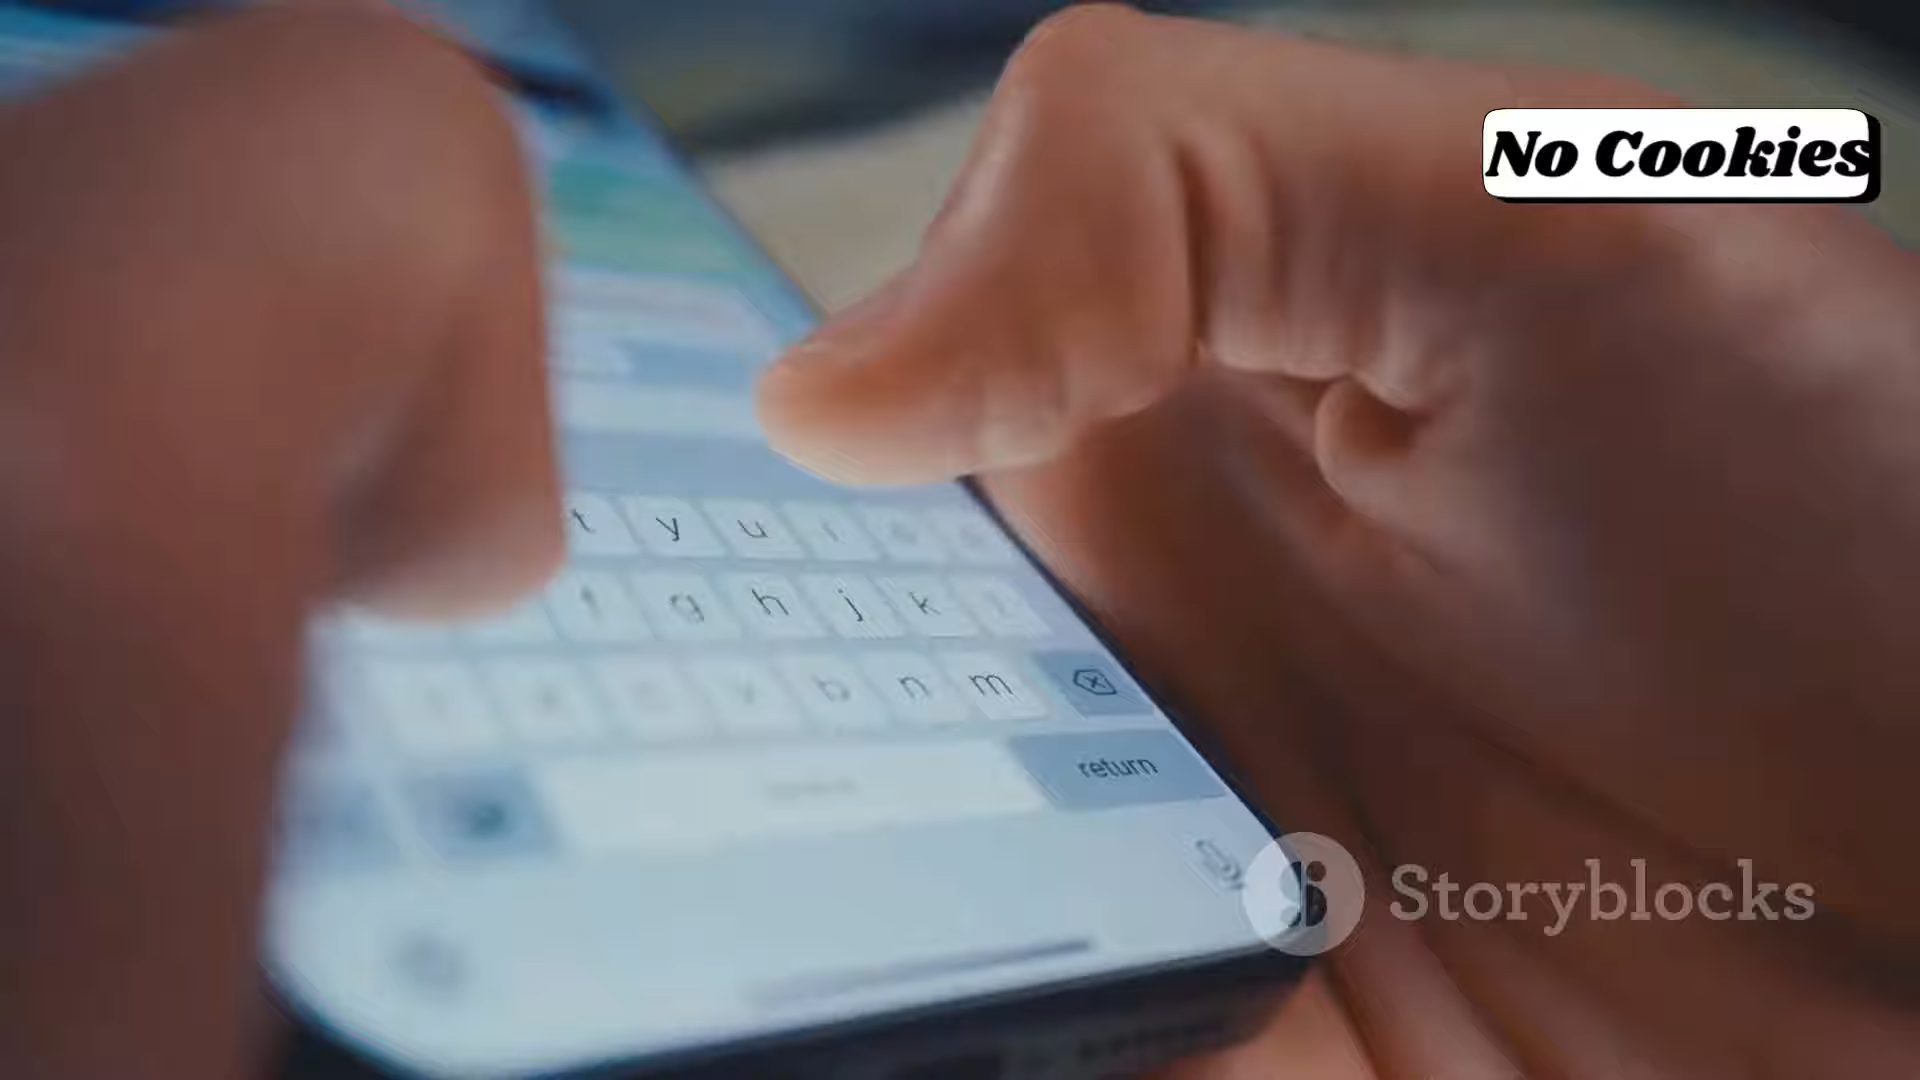 No Cookies
t y u
f g h j k
b n m
return
Storyblocks